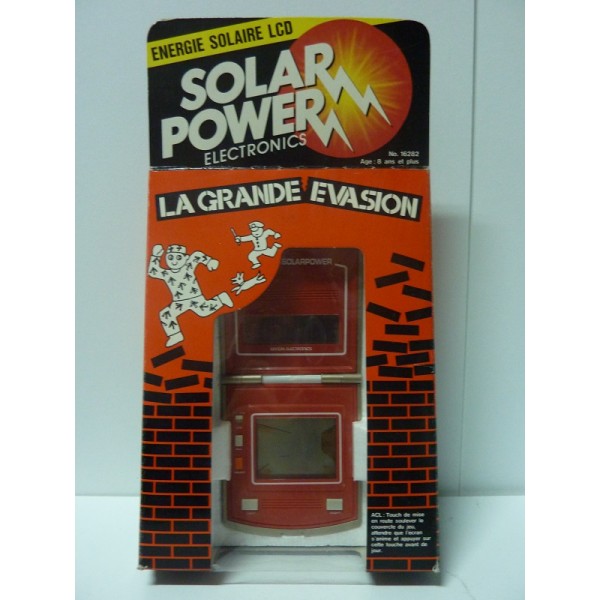 ENERGIE SOLAIRE LCD
SOLAR
POWER
ELECTRONICS
No. 16282
Age : 8 ans et plus
LA GRANDE EVASION
SOLARPOWER
ACL : Touche de mise
en route soulever le
couvercle du jeu,
attendre que l'ecran
s'anime et appuyer sur
cette touche avant de
jouer.